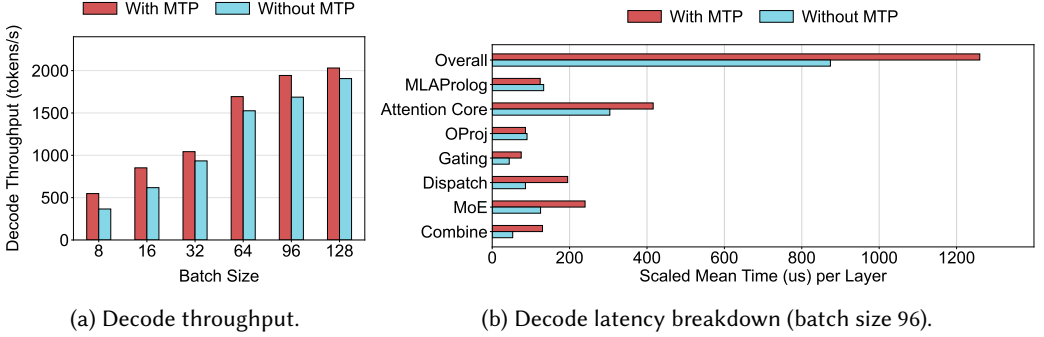 With MTP Without MTP
Decode Throughput (tokens/s)
2000
1500
1000
500
0
8 16 32 64 96 128
Batch Size
(a) Decode throughput.
With MTP Without MTP
Overall
MLAProlog
Attention Core
OProj
Gating
Dispatch
MoE
Combine
0 200 400 600 800 1000 1200
Scaled Mean Time (us) per Layer
(b) Decode latency breakdown (batch size 96).